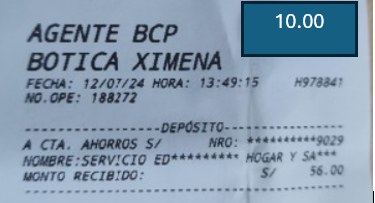 10.00
AGENTE BCP
BOTICA XIMENA
FECHA: 12/07/24 HORA: 13:49:15 H978841
NO.OPE: 188272
--------------------DEPÓSITO--------------------
A CTA. AHORROS S/ NRO: **********9029
NOMBRE:SERVICIO ED********* HOGAR Y SA***
MONTO RECIBIDO: S/ 56.00